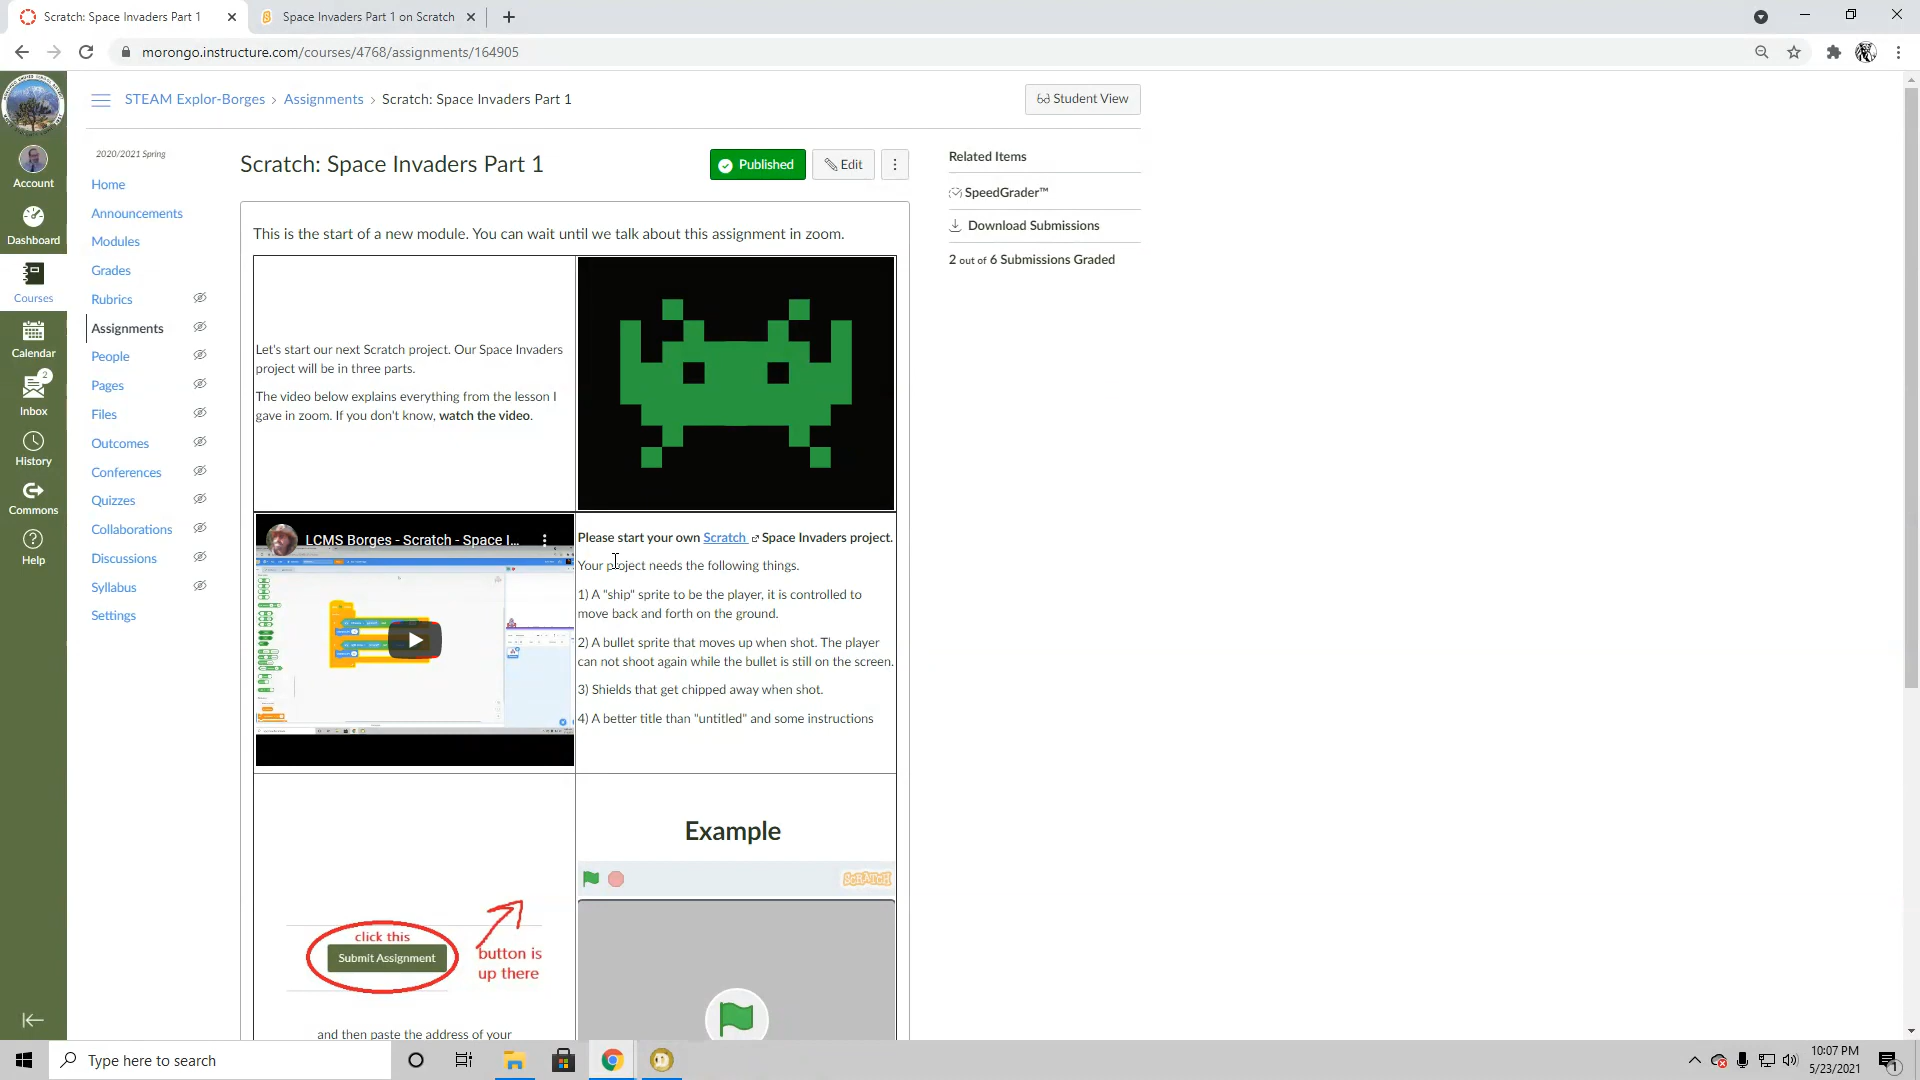 Scratch: Space Invaders Part 1
Space Invaders Part 1 on Scratch
morongo.instructure.com/courses/4768/assignments/164905
STEAM Explor-Borges › Assignments › Scratch: Space Invaders Part 1
Student View
Account
Dashboard
Courses
Calendar
2
Inbox
History
Commons
Help
2020/2021 Spring
Home
Announcements
Modules
Grades
Rubrics
Assignments
People
Pages
Files
Outcomes
Conferences
Quizzes
Collaborations
Discussions
Syllabus
Settings
Scratch: Space Invaders Part 1
Published
Edit
This is the start of a new module. You can wait until we talk about this assignment in zoom.
Let's start our next Scratch project. Our Space Invaders
project will be in three parts.
The video below explains everything from the lesson I
gave in zoom. If you don't know, watch the video.
LCMS Borges - Scratch - Space I...
Please start your own Scratch Space Invaders project.
Your project needs the following things.
1) A "ship" sprite to be the player, it is controlled to
move back and forth on the ground.
2) A bullet sprite that moves up when shot. The player
can not shoot again while the bullet is still on the screen.
3) Shields that get chipped away when shot.
4) A better title than "untitled" and some instructions
click this
Submit Assignment
button is
up there
and then paste the address of your
Example
SCRATCH
Related Items
SpeedGrader™
Download Submissions
2 out of 6 Submissions Graded
Type here to search
10:07 PM
5/23/2021
1